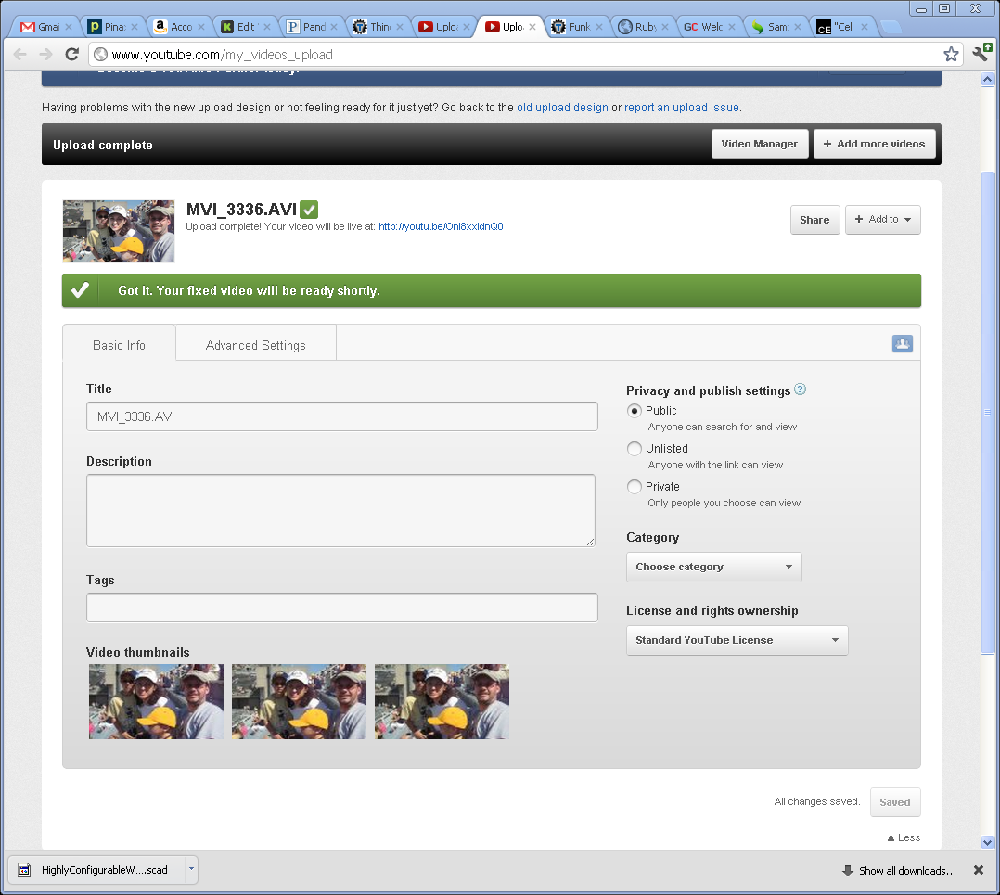 Gmai
Pina
Acco
Edit
Pand
Thin
Uploa
Uplo
Funk
Ruby
GC Welc
Samp
CE "Cell
www.youtube.com/my_videos_upload
Having problems with the new upload design or not feeling ready for it just yet? Go back to the old upload design or report an upload issue.
Upload complete
Video Manager
+ Add more videos
MVI_3336.AVI
Upload complete! Your video will be live at: http://youtu.be/Oni8xxidnQ0
Share
+ Add to
Got it. Your fixed video will be ready shortly.
Basic Info
Advanced Settings
Title
MVI_3336.AVI
Description
Tags
Video thumbnails
Privacy and publish settings ?
Public
Anyone can search for and view
Unlisted
Anyone with the link can view
Private
Only people you choose can view
Category
Choose category
License and rights ownership
Standard YouTube License
All changes saved.
Saved
Less
HighlyConfigurableW....scad
Show all downloads...